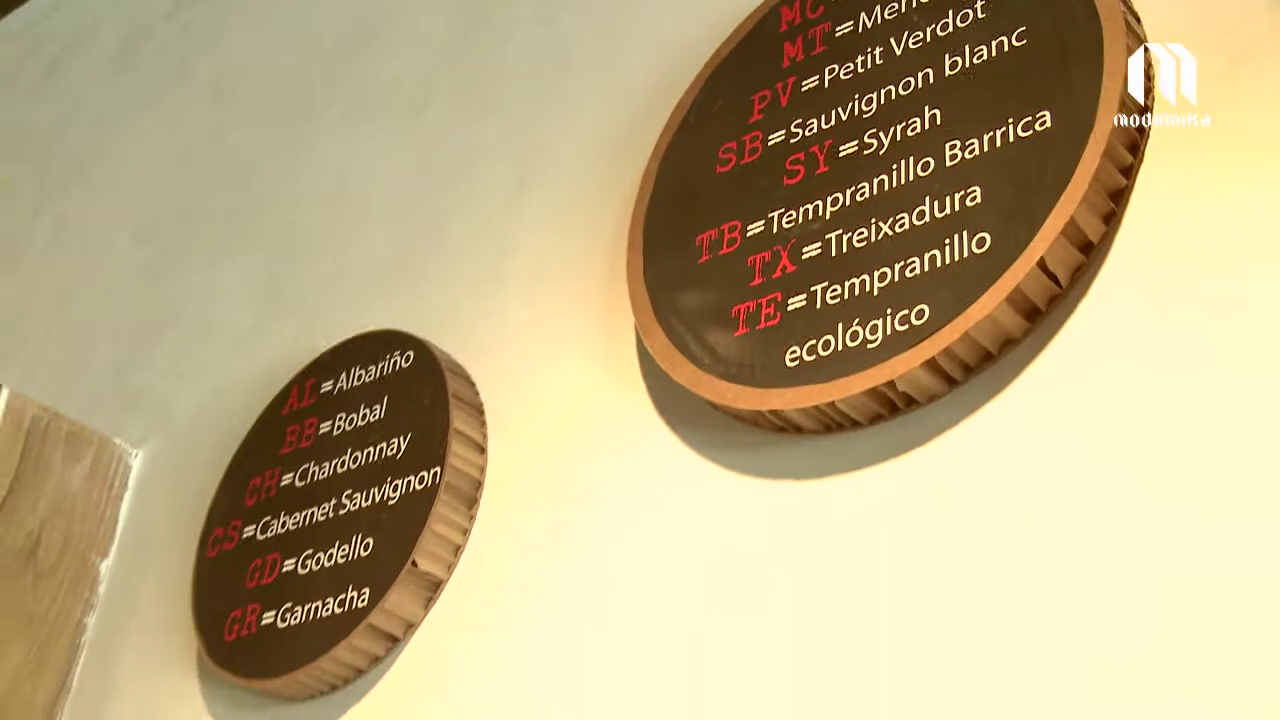 AL=Albariño
BB=Bobal
CH=Chardonnay
CS=Cabernet Sauvignon
GD=Godello
GR=Garnacha
MC
MT=
PV=Petit Verdot
SB=Sauvignon blanc
SY=Syrah
TB=Tempranillo Barrica
TX=Treixadura
TE=Tempranillo
ecológico